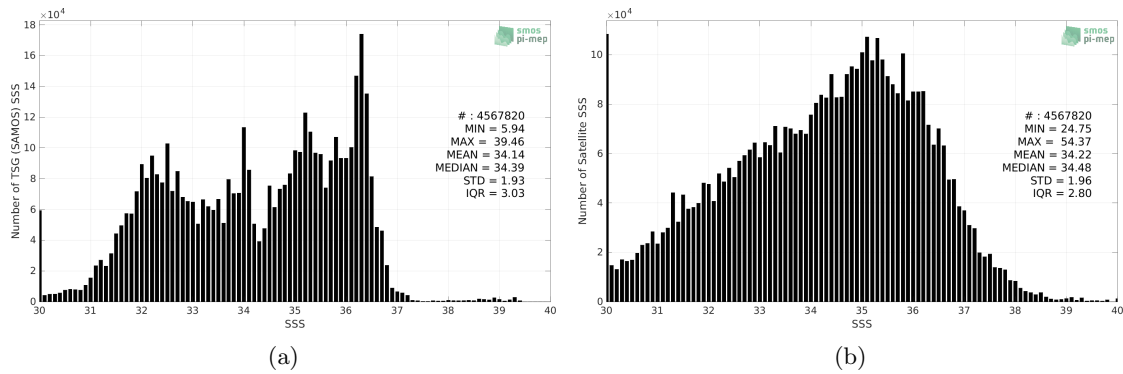 ×10^4
18
16
14
12
10
8
6
4
2
0
30 31 32 33 34 35 36 37 38 39 40
SSS
Number of TSG (SAMOS) SSS
smos
pi-mep
# : 4567820
MIN = 5.94
MAX = 39.46
MEAN = 34.14
MEDIAN = 34.39
STD = 1.93
IQR = 3.03
(a)
×10^4
10
8
6
4
2
0
30 31 32 33 34 35 36 37 38 39 40
SSS
Number of Satellite SSS
smos
pi-mep
# : 4567820
MIN = 24.75
MAX = 54.37
MEAN = 34.22
MEDIAN = 34.48
STD = 1.96
IQR = 2.80
(b)